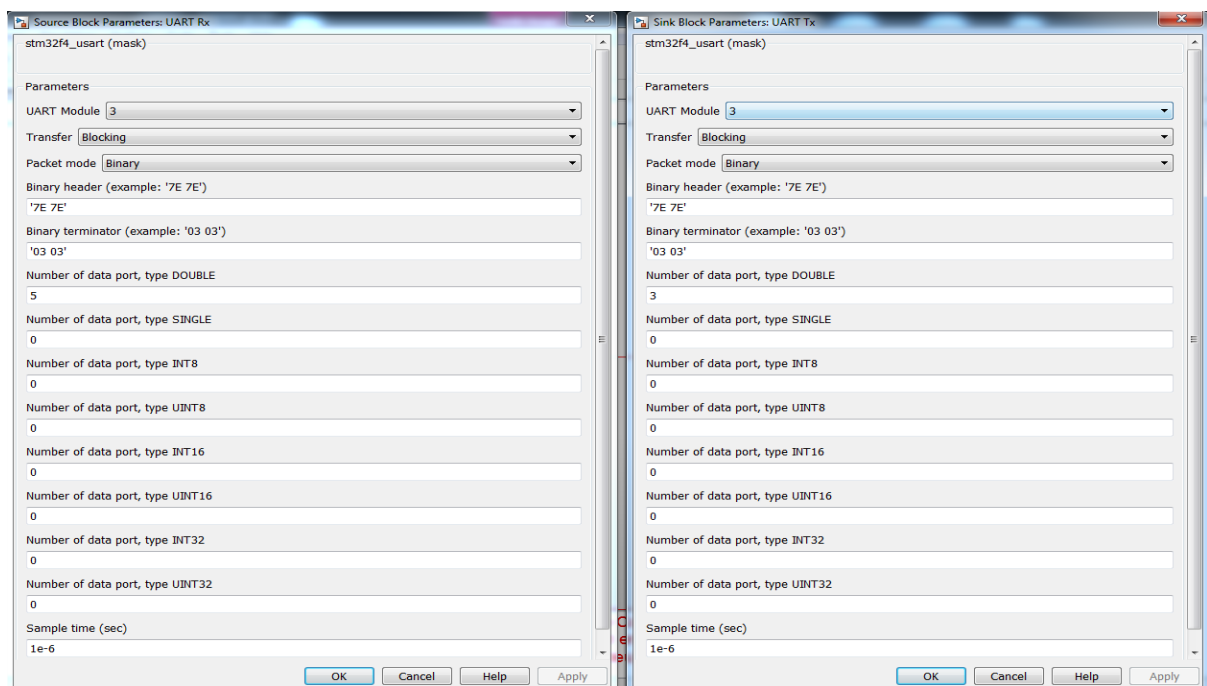 Source Block Parameters: UART Rx
stm32f4_usart (mask)
Parameters
UART Module 3
Transfer Blocking
Packet mode Binary
Binary header (example: '7E 7E')
'7E 7E'
Binary terminator (example: '03 03')
'03 03'
Number of data port, type DOUBLE
5
Number of data port, type SINGLE
0
Number of data port, type INT8
0
Number of data port, type UINT8
0
Number of data port, type INT16
0
Number of data port, type UINT16
0
Number of data port, type INT32
0
Number of data port, type UINT32
0
Sample time (sec)
1e-6
OK Cancel Help Apply
Sink Block Parameters: UART Tx
stm32f4_usart (mask)
Parameters
UART Module 3
Transfer Blocking
Packet mode Binary
Binary header (example: '7E 7E')
'7E 7E'
Binary terminator (example: '03 03')
'03 03'
Number of data port, type DOUBLE
3
Number of data port, type SINGLE
0
Number of data port, type INT8
0
Number of data port, type UINT8
0
Number of data port, type INT16
0
Number of data port, type UINT16
0
Number of data port, type INT32
0
Number of data port, type UINT32
0
Sample time (sec)
1e-6
OK Cancel Help Apply